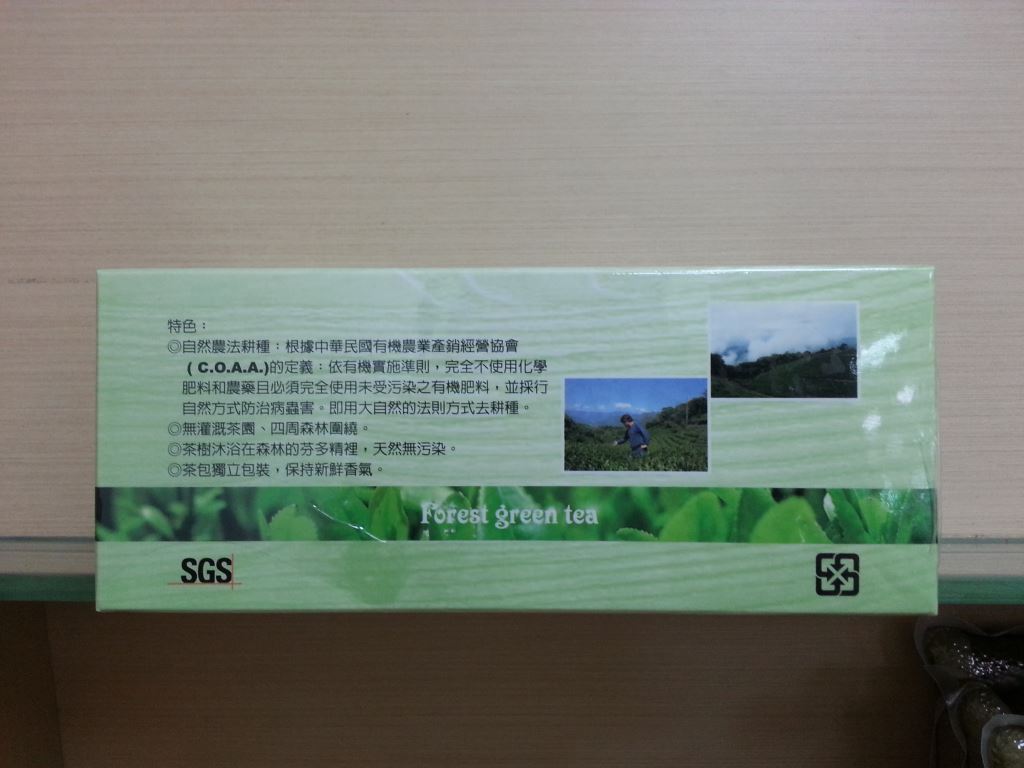 特色：
◎自然農法耕種：根據中華民國有機農業產銷經營協會
( C.O.A.A.)的定義：依有機實施準則，完全不使用化學
肥料和農藥且必須完全使用未受污染之有機肥料，並採行
自然方式防治病蟲害。即用大自然的法則方式去耕種。
◎無灌溉茶園、四周森林圍繞。
◎茶樹沐浴在森林的芬多精裡，天然無污染。
◎茶包獨立包裝，保持新鮮香氣。
Forest green tea
SGS